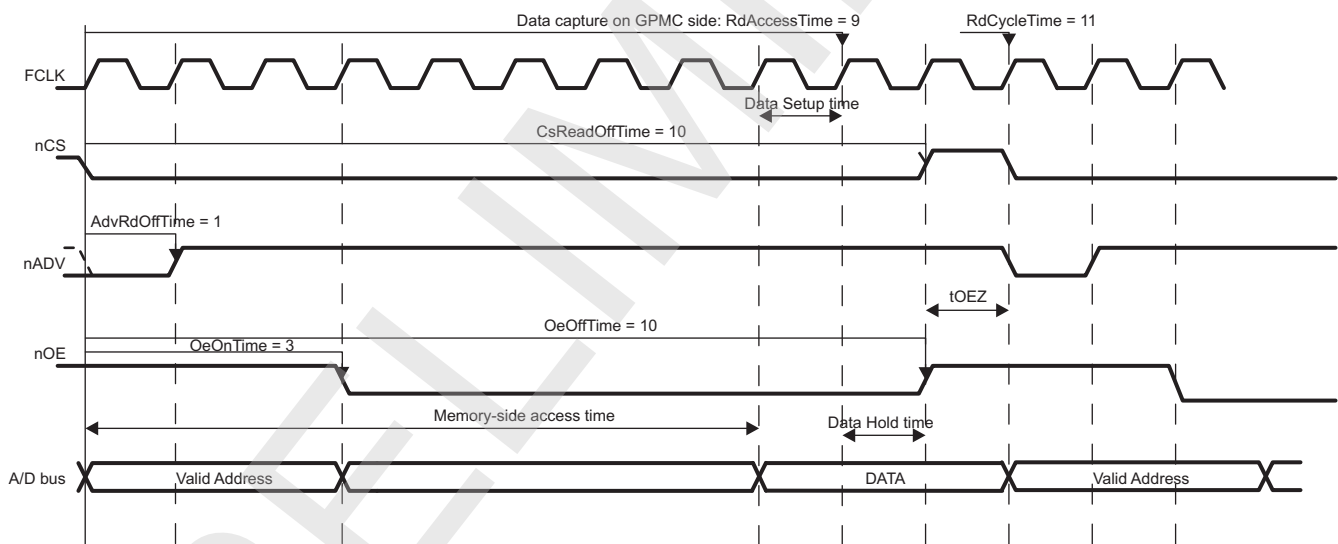 Data capture on GPMC side: RdAccessTime = 9
RdCycleTime = 11
FCLK
Data Setup time
CsReadOffTime = 10
nCS
AdvRdOffTime = 1
nADV
tOEZ
OeOffTime = 10
OeOnTime = 3
nOE
Memory-side access time
Data Hold time
A/D bus
Valid Address
DATA
Valid Address